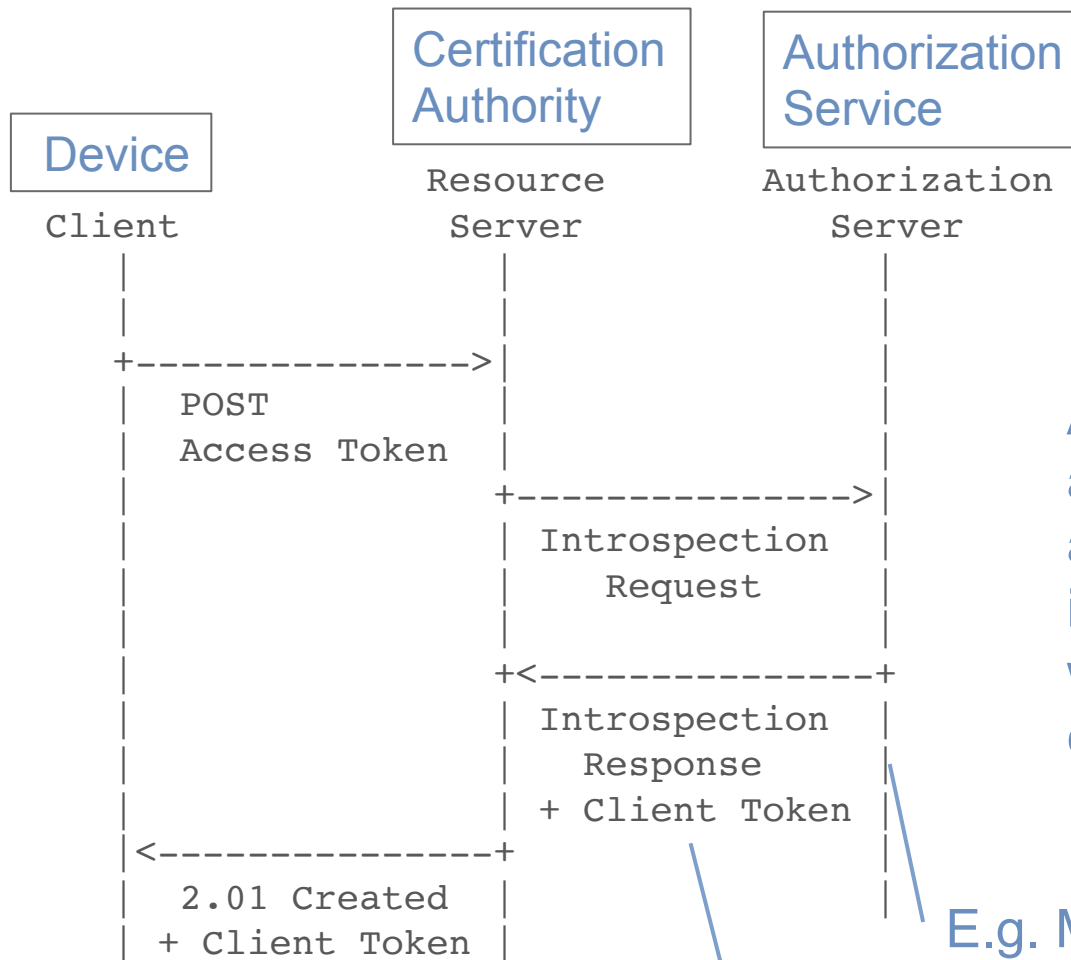 Certification
Authority
Authorization
Service
Device
Resource
Server
Authorization
Server
Client
POST
Access Token
Introspection
Request
Introspection
Response
+ Client Token
2.01 Created
+ Client Token
E.g.